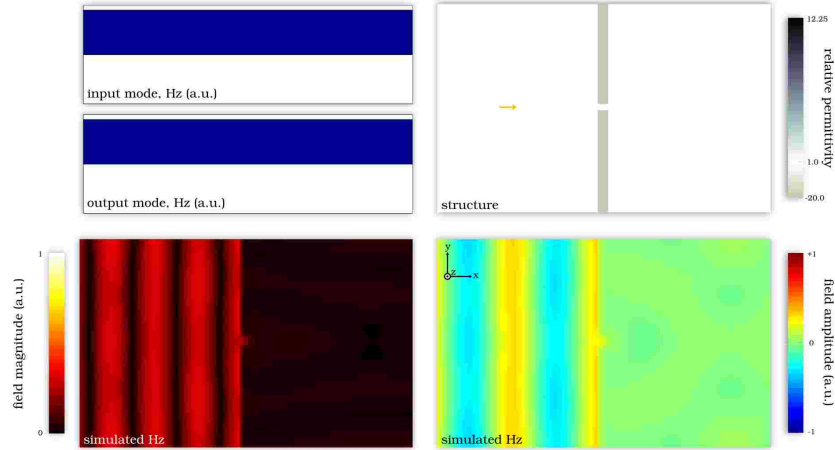 input mode, Hz (a.u.)
output mode, Hz (a.u.)
structure
12.25
1.0
-20.0
relative permittivity
field magnitude (a.u.)
1
0
simulated Hz
y
z
x
simulated Hz
+1
0
-1
field amplitude (a.u.)